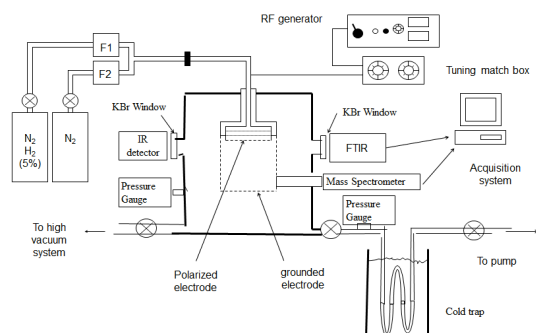 RF generator
F1
F2
Tuning match box
KBr Window
KBr Window
N2
H2
(5%)
N2
IR
detector
FTIR
Acquisition
system
Pressure
Gauge
Mass Spectrometer
Pressure
Gauge
To high
vacuum
system
Polarized
electrode
grounded
electrode
To pump
Cold trap